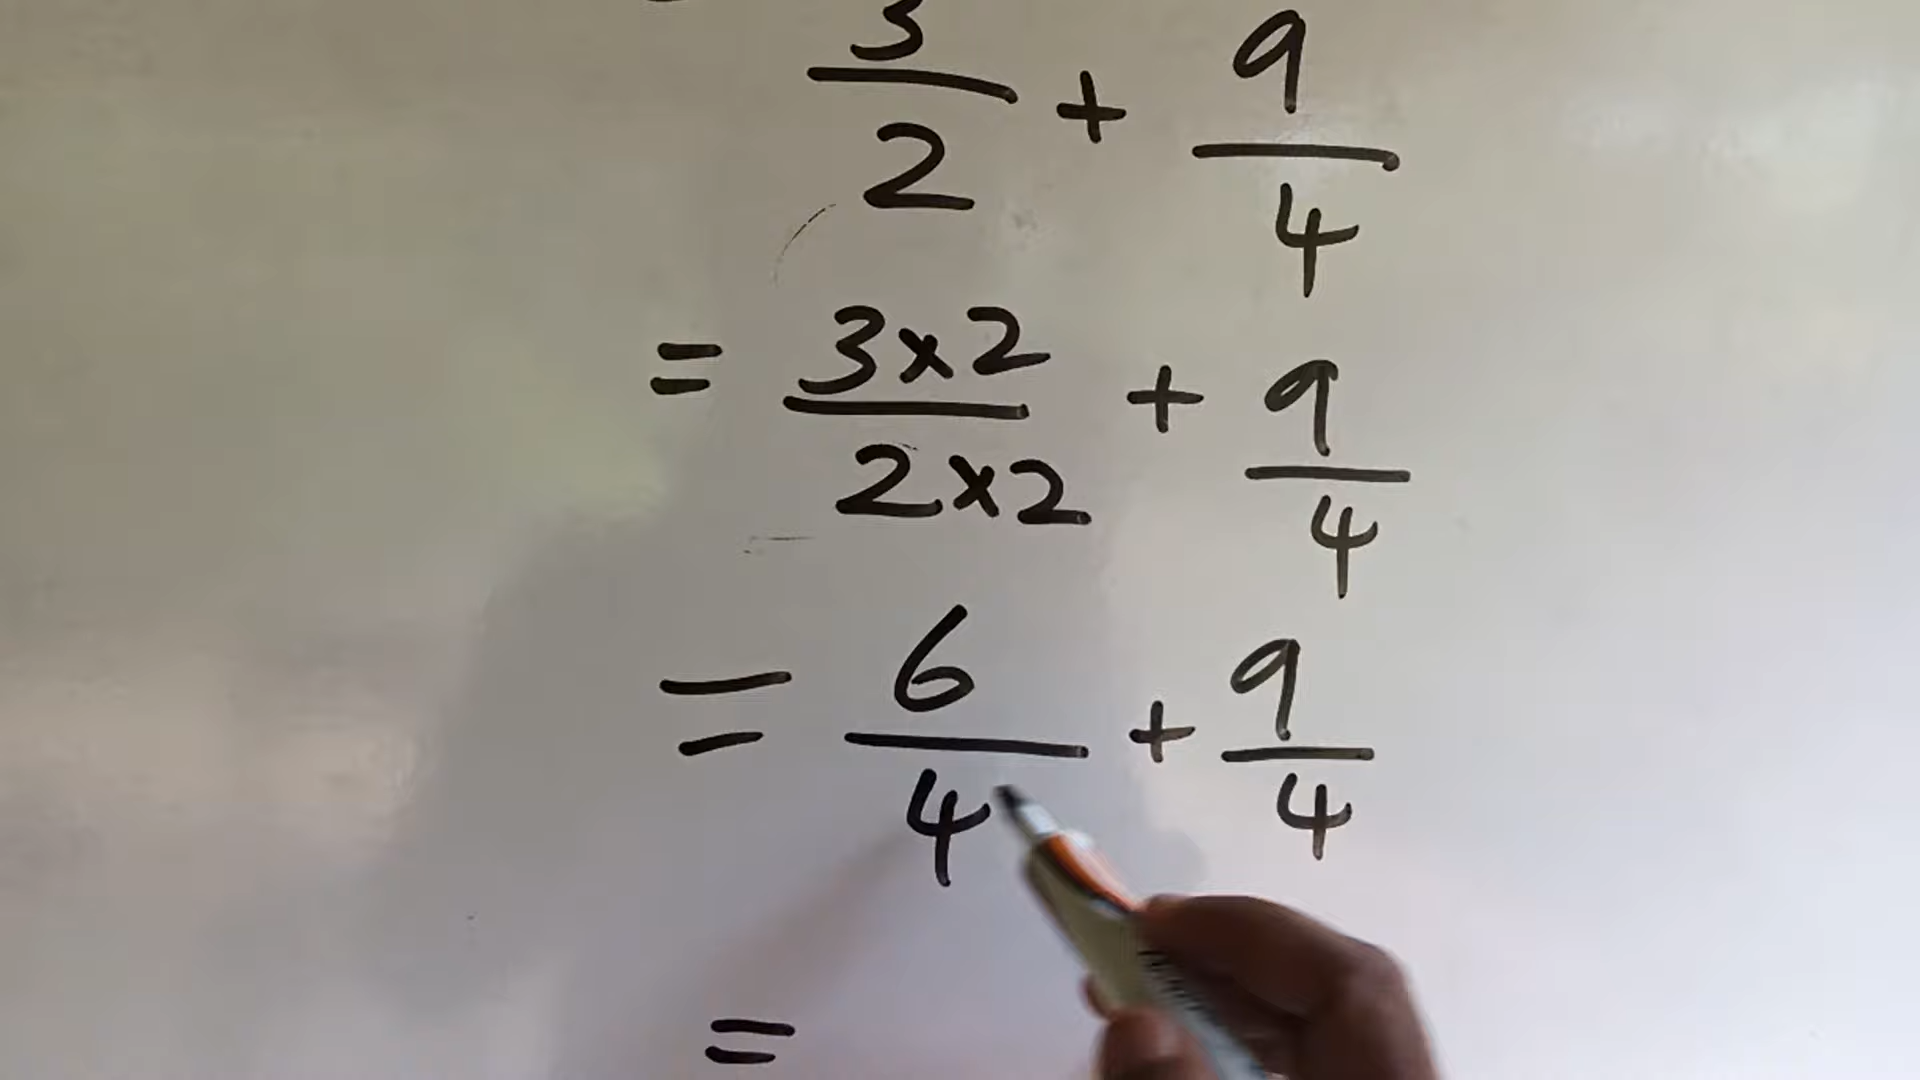 3/2 + 9/4
= 3×2/2×2 + 9/4
= 6/4 + 9/4
=